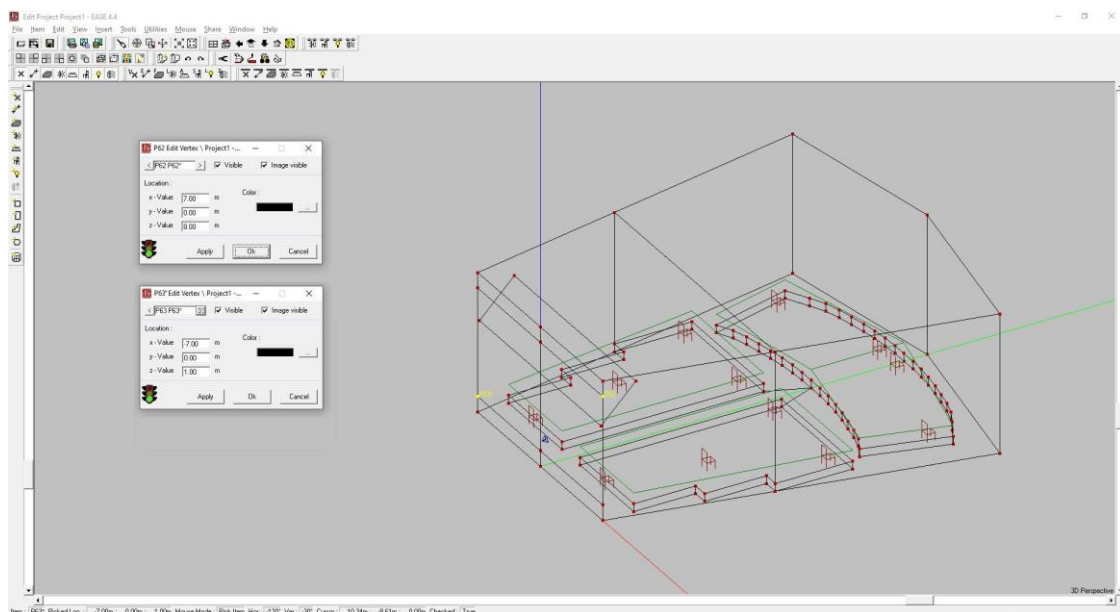 Edit Project Project1 - EASE 4.4
File Item Edit View Insert Tools Utilities Mouse Share Window Help
P62 Edit Vertex \ Project1 -...
< P62 P62* >
Visible
Image visible
Location :
Color :
x - Value 7.00 m
y - Value 0.00 m
...
z - Value 8.00 m
Apply Ok Cancel
P63* Edit Vertex \ Project1 -...
< P63 P63*
Visible
Image visible
Location :
Color :
x - Value -7.00 m
y - Value 0.00 m
...
z - Value 1.00 m
Apply Ok Cancel
3D Perspective